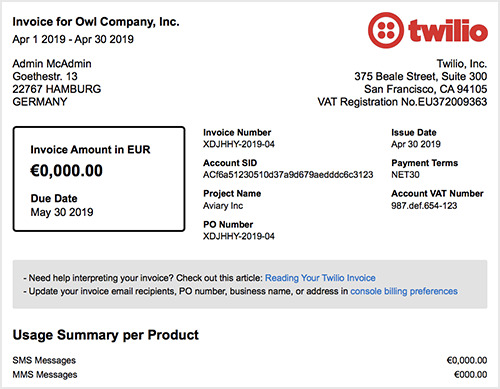 Invoice for Owl Company, Inc.
Apr 1 2019 - Apr 30 2019
twilio
Admin McAdmin
Goethestr. 13
22767 HAMBURG
GERMANY
Twilio, Inc.
375 Beale Street, Suite 300
San Francisco, CA 94105
VAT Registration No.EU372009363
Invoice Amount in EUR
€0,000.00
Due Date
May 30 2019
Invoice Number
XDJHHY-2019-04
Account SID
ACf6a51230510d37a9d679aedddc6c3123
Project Name
Aviary Inc
PO Number
XDJHHY-2019-04
Issue Date
Apr 30 2019
Payment Terms
NET30
Account VAT Number
987.def.654-123
- Need help interpreting your invoice? Check out this article: Reading Your Twilio Invoice
- Update your invoice email recipients, PO number, business name, or address in console billing preferences
Usage Summary per Product
SMS Messages €0,000.00
MMS Messages €000.00